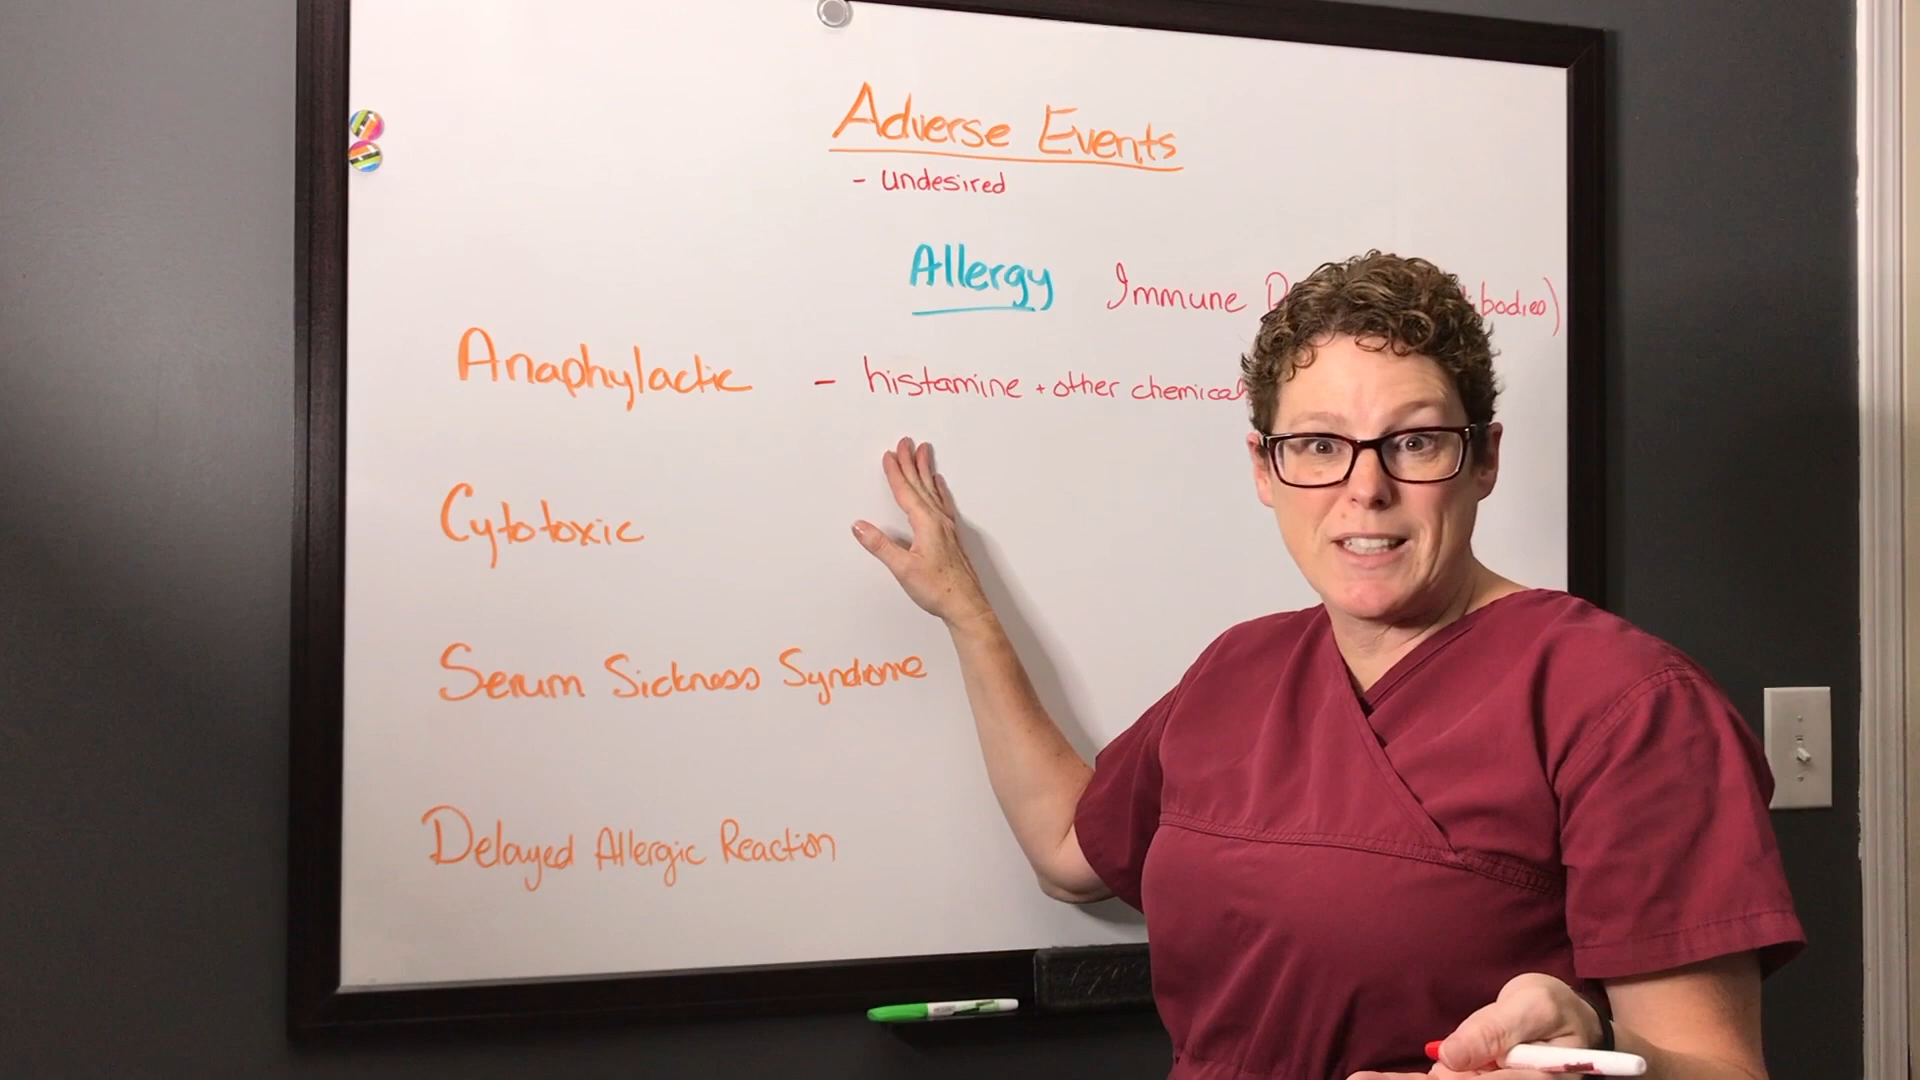 Adverse Events
- undesired
Allergy Immune
Anaphylactic - histamine + other chemical
Cytotoxic
Serum Sickness Syndrome
Delayed Allergic Reaction